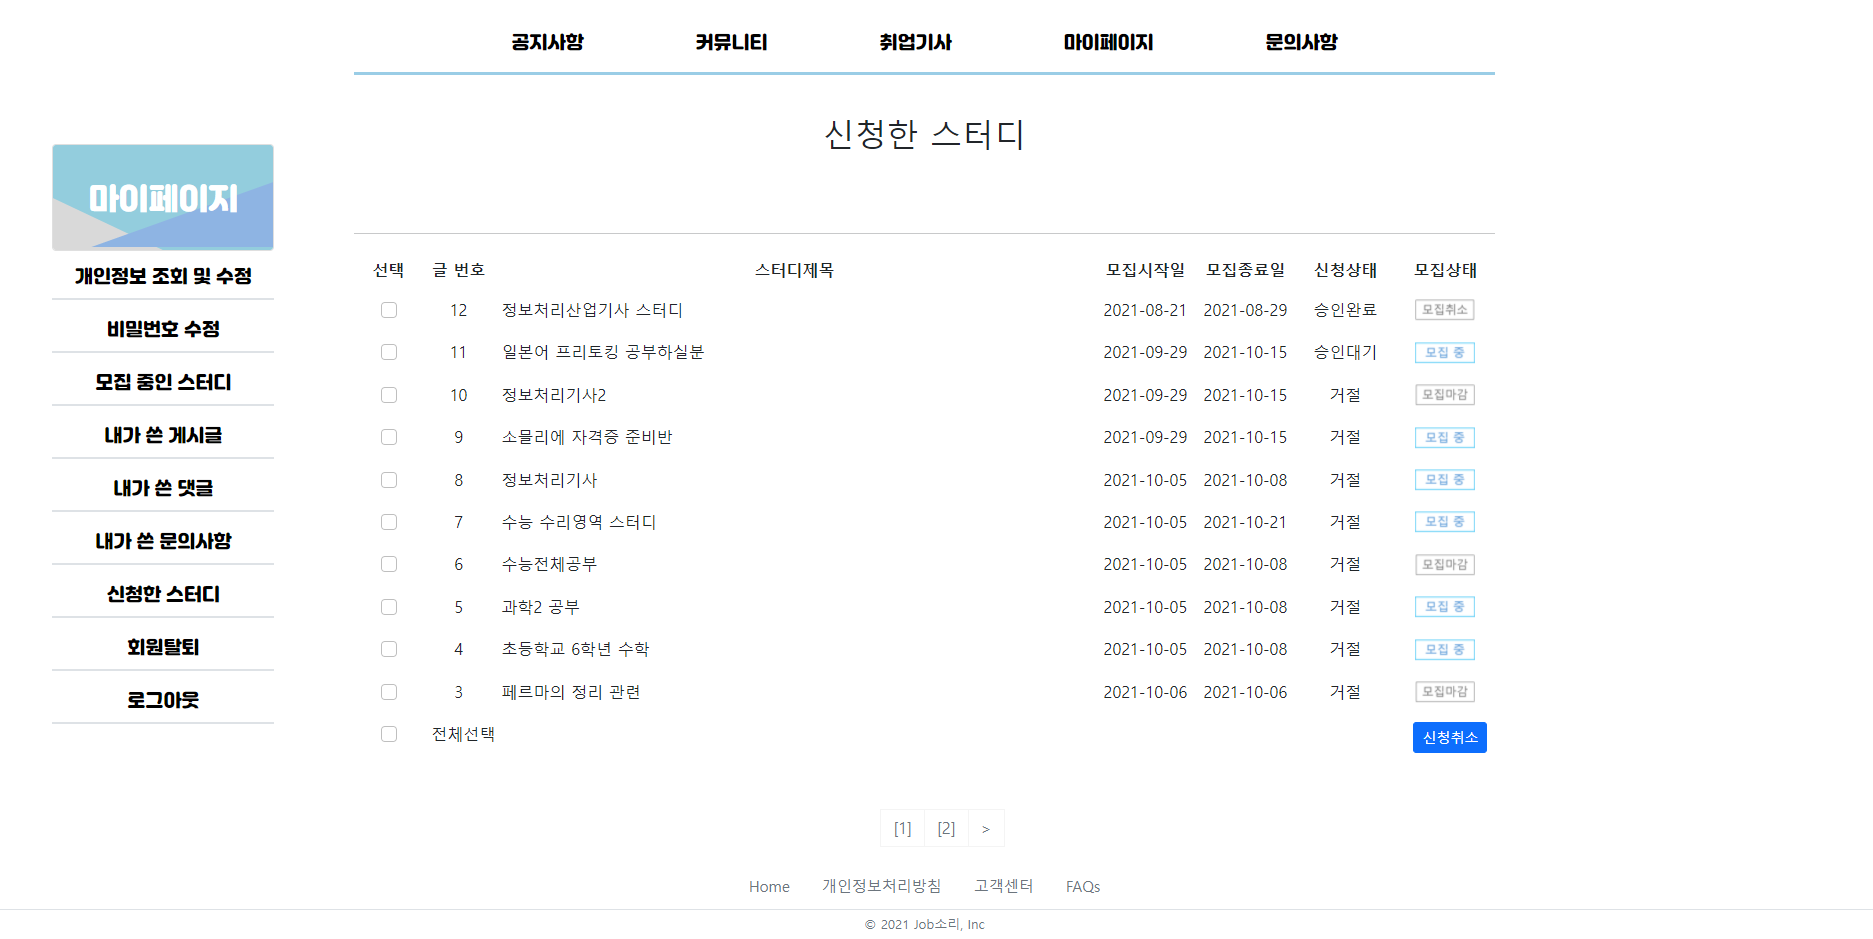 공지사항 커뮤니티 취업기사 마이페이지 문의사항
신청한 스터디
마이페이지
개인정보 조회 및 수정
비밀번호 수정
모집 중인 스터디
내가 쓴 게시글
내가 쓴 댓글
내가 쓴 문의사항
신청한 스터디
회원탈퇴
로그아웃
선택 글 번호 스터디제목 모집시작일 모집종료일 신청상태 모집상태
12 정보처리산업기사 스터디 2021-08-21 2021-08-29 승인완료 모집취소
11 일본어 프리토킹 공부하실분 2021-09-29 2021-10-15 승인대기 모집 중
10 정보처리기사2 2021-09-29 2021-10-15 거절 모집마감
9 소믈리에 자격증 준비반 2021-09-29 2021-10-15 거절 모집 중
8 정보처리기사 2021-10-05 2021-10-08 거절 모집 중
7 수능 수리영역 스터디 2021-10-05 2021-10-21 거절 모집 중
6 수능전체공부 2021-10-05 2021-10-08 거절 모집마감
5 과학2 공부 2021-10-05 2021-10-08 거절 모집 중
4 초등학교 6학년 수학 2021-10-05 2021-10-08 거절 모집 중
3 페르마의 정리 관련 2021-10-06 2021-10-06 거절 모집마감
전체선택 신청취소
[1] [2] >
Home 개인정보처리방침 고객센터 FAQs
© 2021 Job소리, Inc